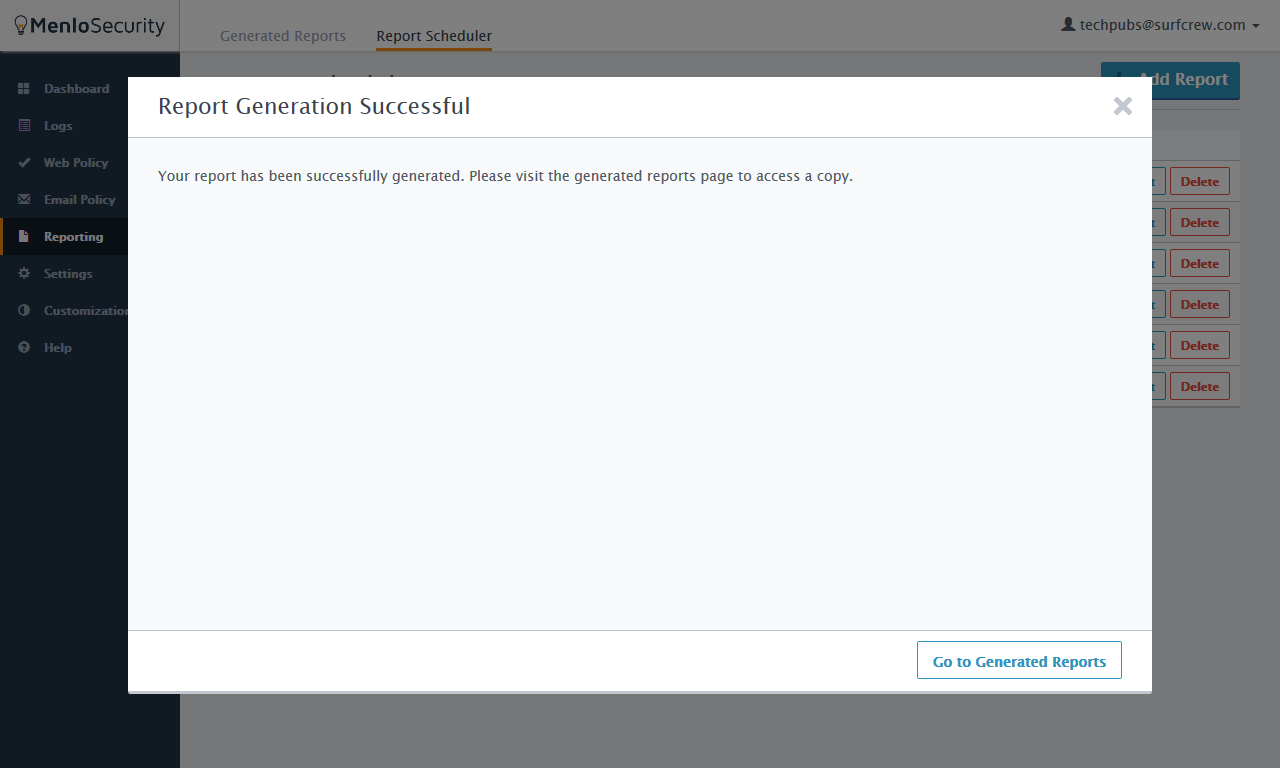 MenloSecurity
Generated Reports
Report Scheduler
techpubs@surfcrew.com
Add Report
Dashboard
Logs
Web Policy
Email Policy
Reporting
Settings
Customization
Help
Report Generation Successful
Your report has been successfully generated. Please visit the generated reports page to access a copy.
Delete
Delete
Delete
Delete
Delete
Delete
Go to Generated Reports